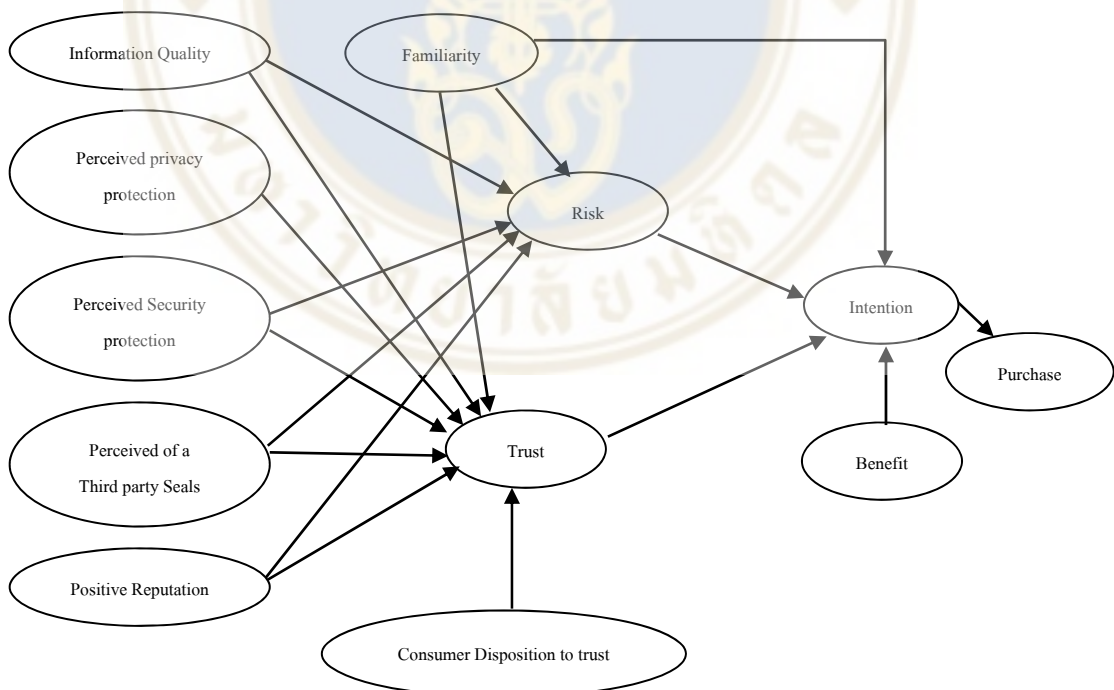 Information Quality
Familiarity
Perceived privacy
protection
Risk
Perceived Security
protection
Intention
Purchase
Perceived of a
Third party Seals
Trust
Benefit
Positive Reputation
Consumer Disposition to trust